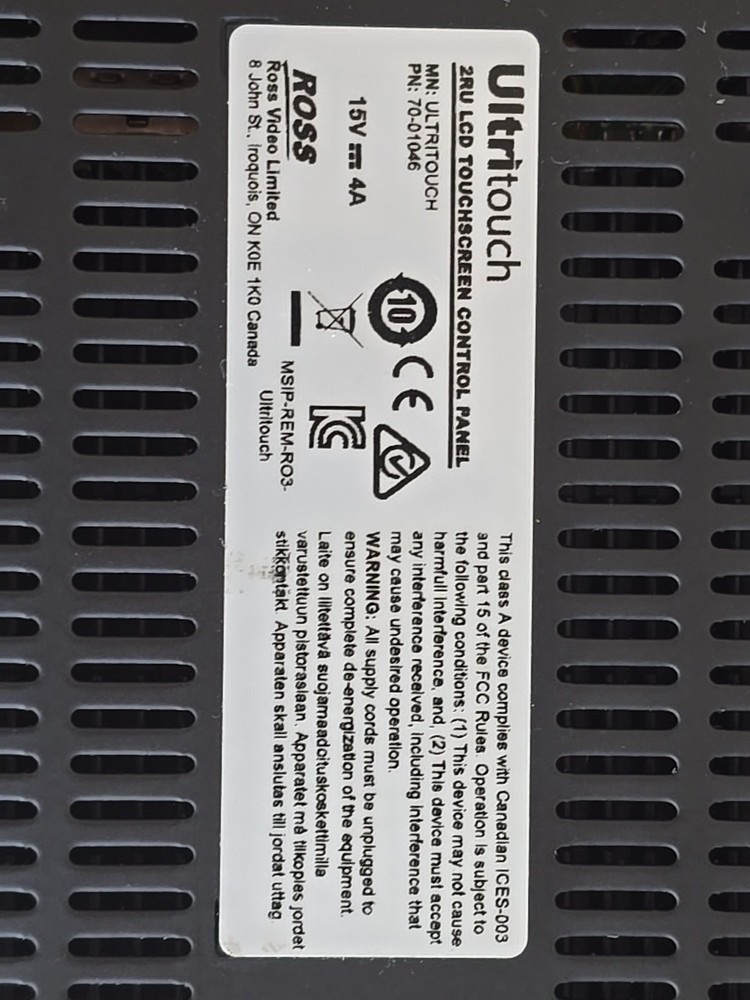 Ultritouch
2RU LCD TOUCHSCREEN CONTROL PANEL
MN: ULTRITOUCH
PN: 70-01046
15V ⎓ 4A
ROSS
Ross Video Limited
8 John St., Iroquois, ON K0E 1K0 Canada
10
CE
MSIP-REM-RO3-
Ultritouch
This class A device complies with Canadian ICES-003
and part 15 of the FCC Rules. Operation is subject to
the following conditions: (1) This device may not cause
harmfull interference, and, (2) This device must accept
any interference received, including interference that
may cause undesired operation.
WARNING: All supply cords must be unplugged to
ensure complete de-energization of the equipment.
Laite on liitettävä suojamaadoituskoskettimilla
varustettuun pistorasiaan. Apparatet må tilkoples jordet
stikkontakt. Apparaten skall anslutas till jordat uttag.